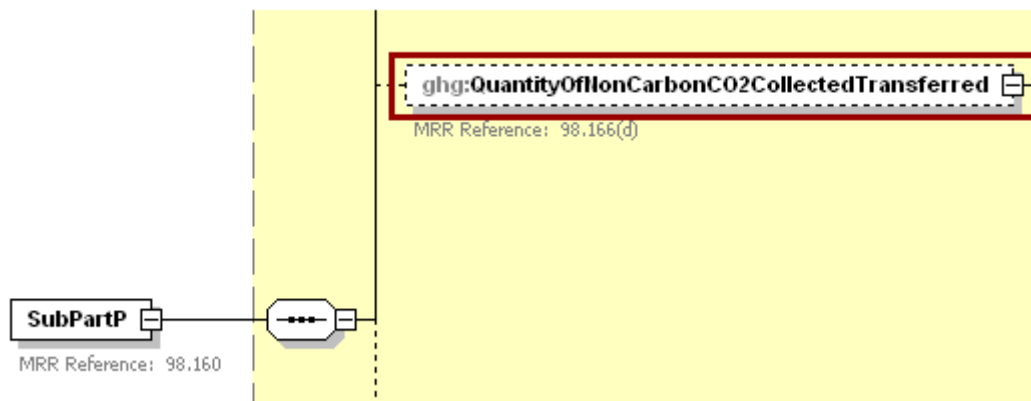 ghg:QuantityOfNonCarbonCO2CollectedTransferred
MRR Reference: 98.166(d)
SubPartP
MRR Reference: 98.160